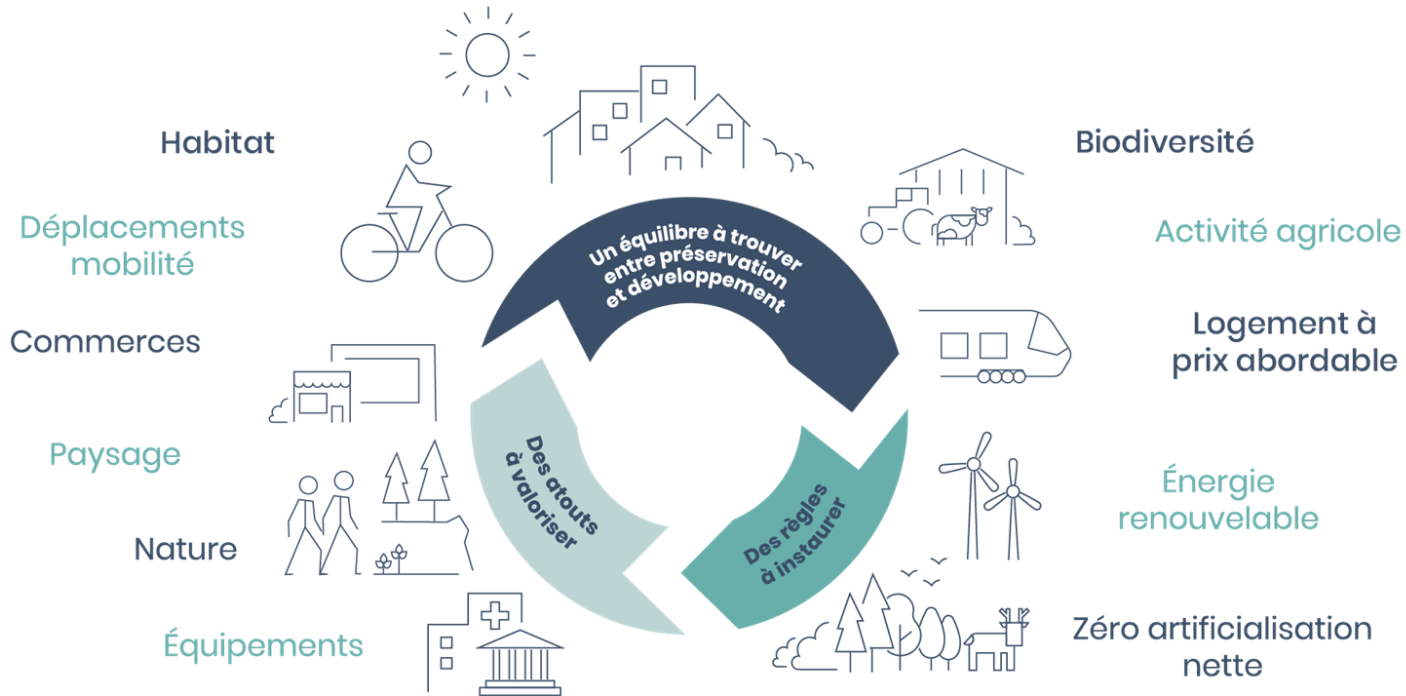 Habitat
Déplacements
mobilité
Commerces
Paysage
Nature
Équipements
Un équilibre à trouver
entre préservation
et développement
Des atouts
à valoriser
Des règles
à instaurer
Biodiversité
Activité agricole
Logement à
prix abordable
Énergie
renouvelable
Zéro artificialisation
nette